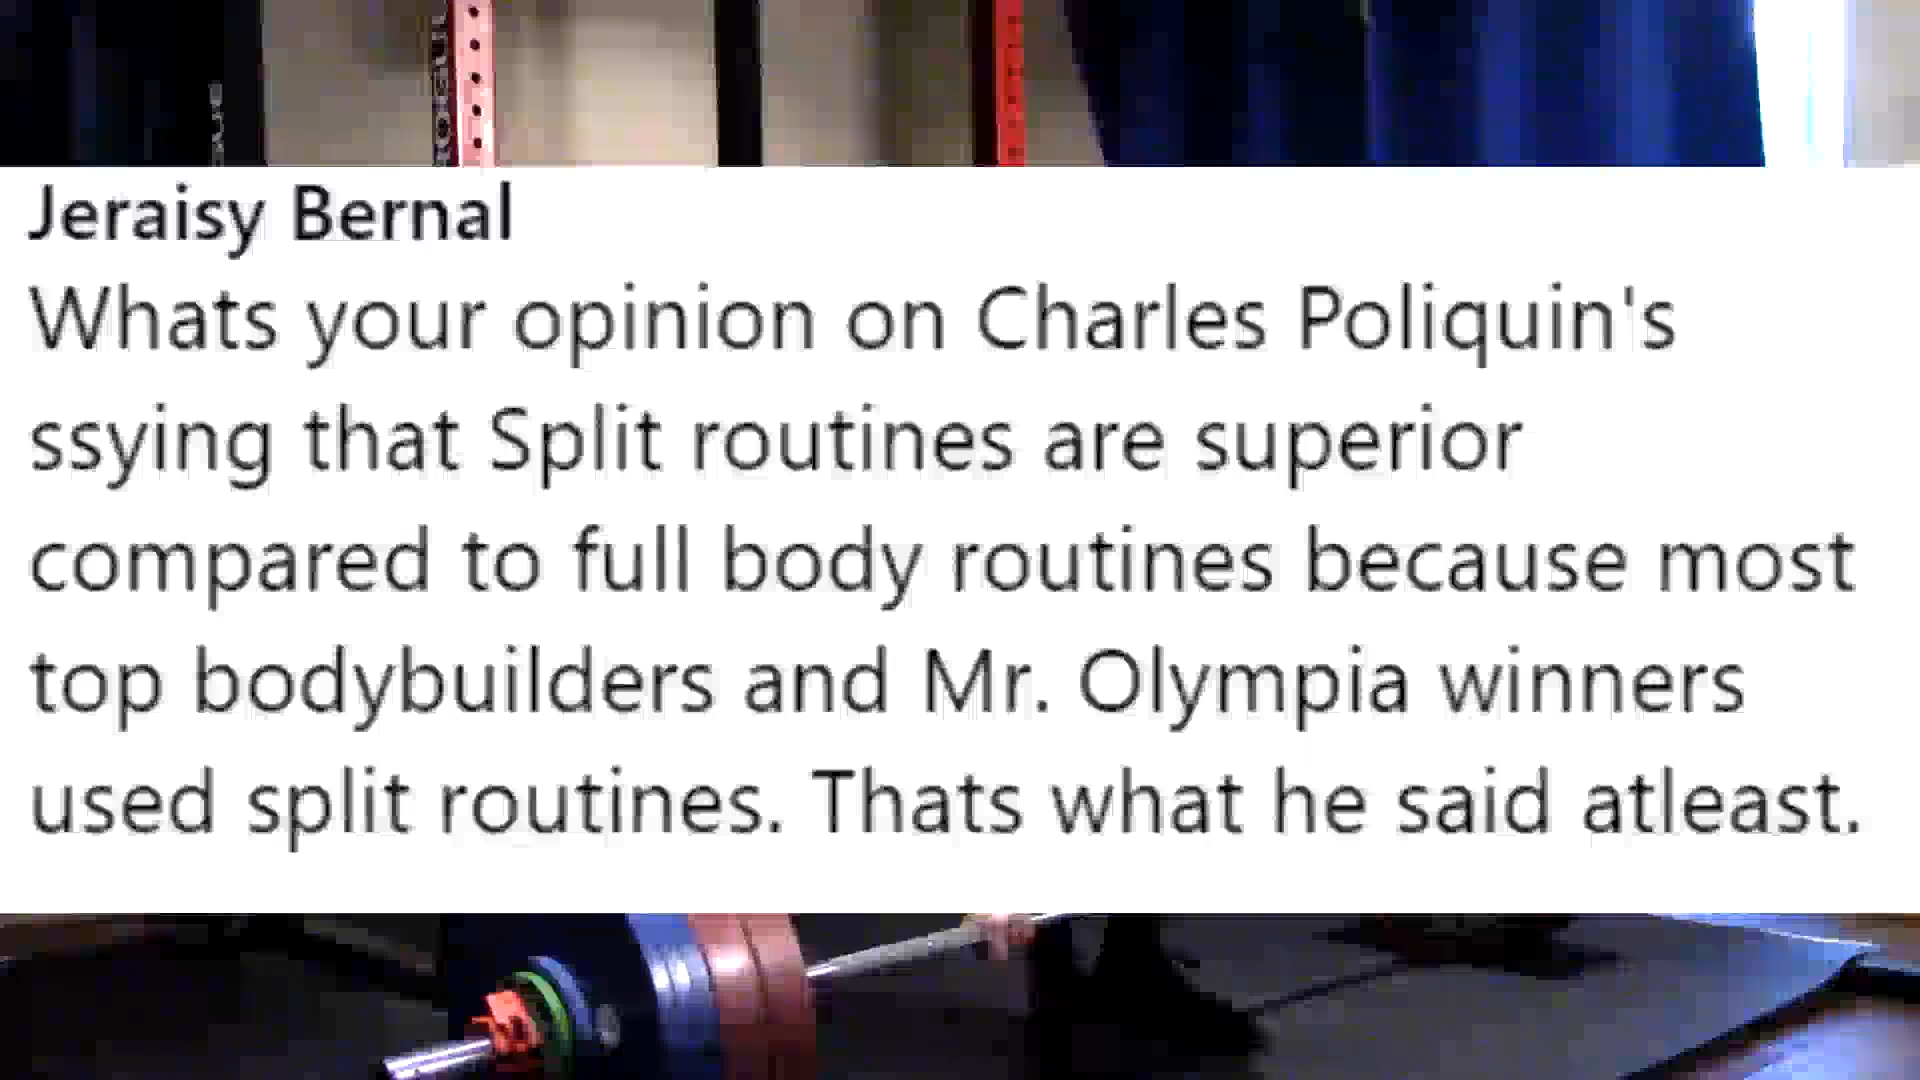 Jeraisy Bernal
Whats your opinion on Charles Poliquin's
ssying that Split routines are superior
compared to full body routines because most
top bodybuilders and Mr. Olympia winners
used split routines. Thats what he said atleast.